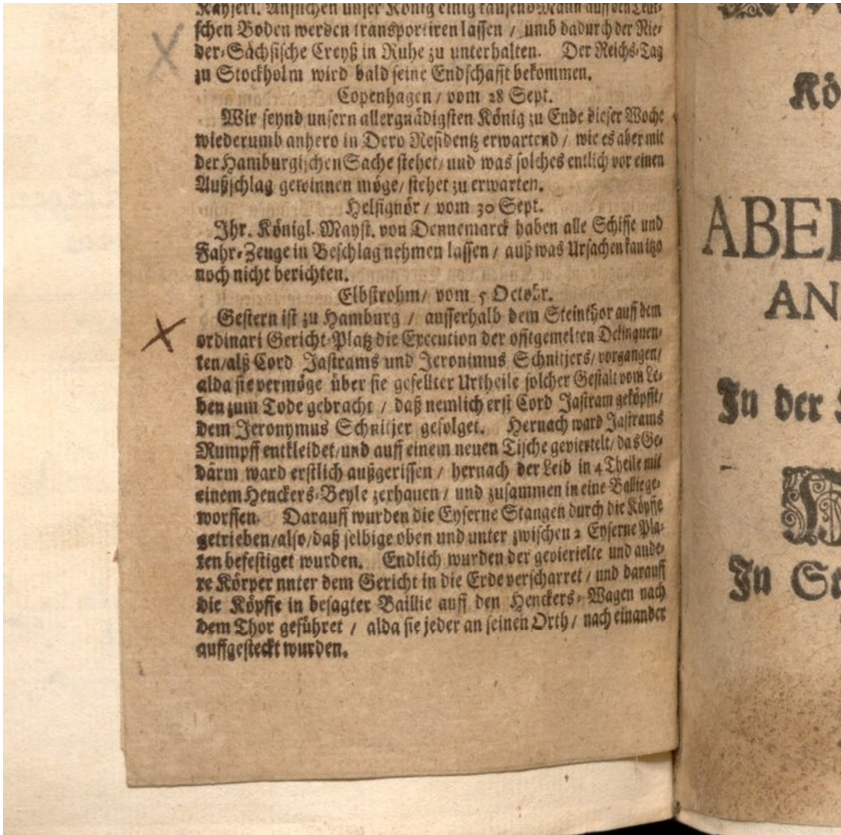 Kayserl. Ansuchen unser König einig tausend Mann auff den Teut-
schen Boden werden transportiren lassen / umb dadurch der Nie-
der-Sächsische Creyß in Ruhe zu unterhalten. Der Reichs-Tag
zu Stockholm wird bald seine Endschafft bekommen.
Copenhagen / vom 28 Sept.
Wir seynd unsern allergnädigsten König zu Ende dieser Woche
wiederumb anhero in Dero Residentz erwartend / wie es aber mit
der Hamburgischen Sache stehet / und was solches entlich vor einen
Außschlag gewinnen möge / stehet zu erwarten.
Helsignör / vom 30 Sept.
Ihr. Königl. Mayst. von Dennemarck haben alle Schiffe und
Fahr-Zeuge in Beschlag nehmen lassen / auß was Ursachen kan itzo
noch nicht berichten.
Elbstrohm / vom 5 Octobr.
Gestern ist zu Hamburg / ausserhalb dem Steinthor auff dem
ordinari Gericht-Platz die Execution der offtgemelten Delinquen-
ten / alß Cord Jastrams und Jeronimus Schnitjers / vorgangen /
alda sie vermöge über sie gefellter Urtheile solcher Gestalt vom Le-
ben zum Tode gebracht / daß nemlich erst Cord Jastram geköpfft /
dem Jeronymus Schnitjer gefolget. Hernach ward Jastrams
Rumpff entkleidet / und auff einem neuen Tische geviertelt / das Ge-
därm ward erstlich außgerissen / hernach der Leib in 4 Theile mit
einem Henckers-Beyle zerhauen / und zusammen in eine Balliege-
worffen. Darauff wurden die Eyserne Stangen durch die Köpffe
getrieben / also / daß selbige oben und unter zwischen 2 Eyserne Pla-
ten befestiget wurden. Endlich wurden der gevierielte und ande-
re Körper nnter dem Gericht in die Erde verscharret / und darauff
die Köpffe in besagter Baillie auff den Henckers-Wagen nach
dem Thor geführet / alda sie jeder an seinen Orth / nach einander
auffgesteckt wurden.
Kö
ABE
AN
In der
In Se